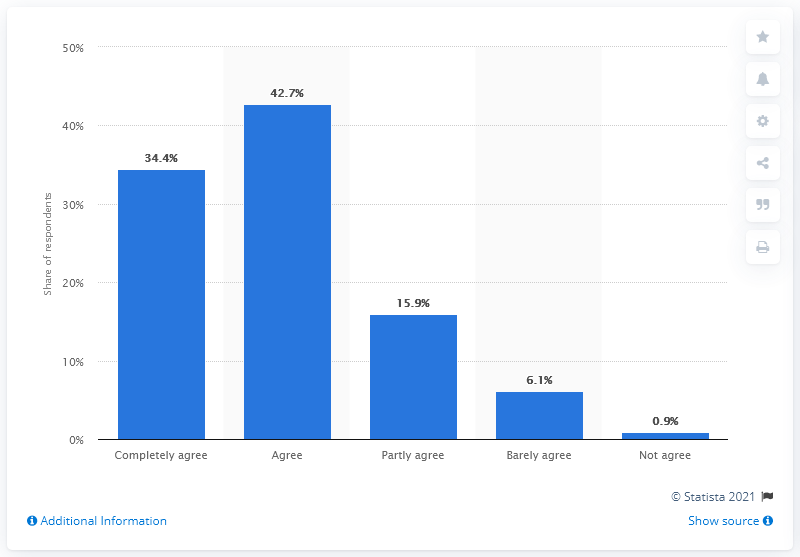 50%
40%
30%
20%
10%
0%
Share of respondents
34.4%
42.7%
15.9%
6.1%
0.9%
Completely agree
Agree
Partly agree
Barely agree
Not agree
© Statista 2021
Additional Information
Show source